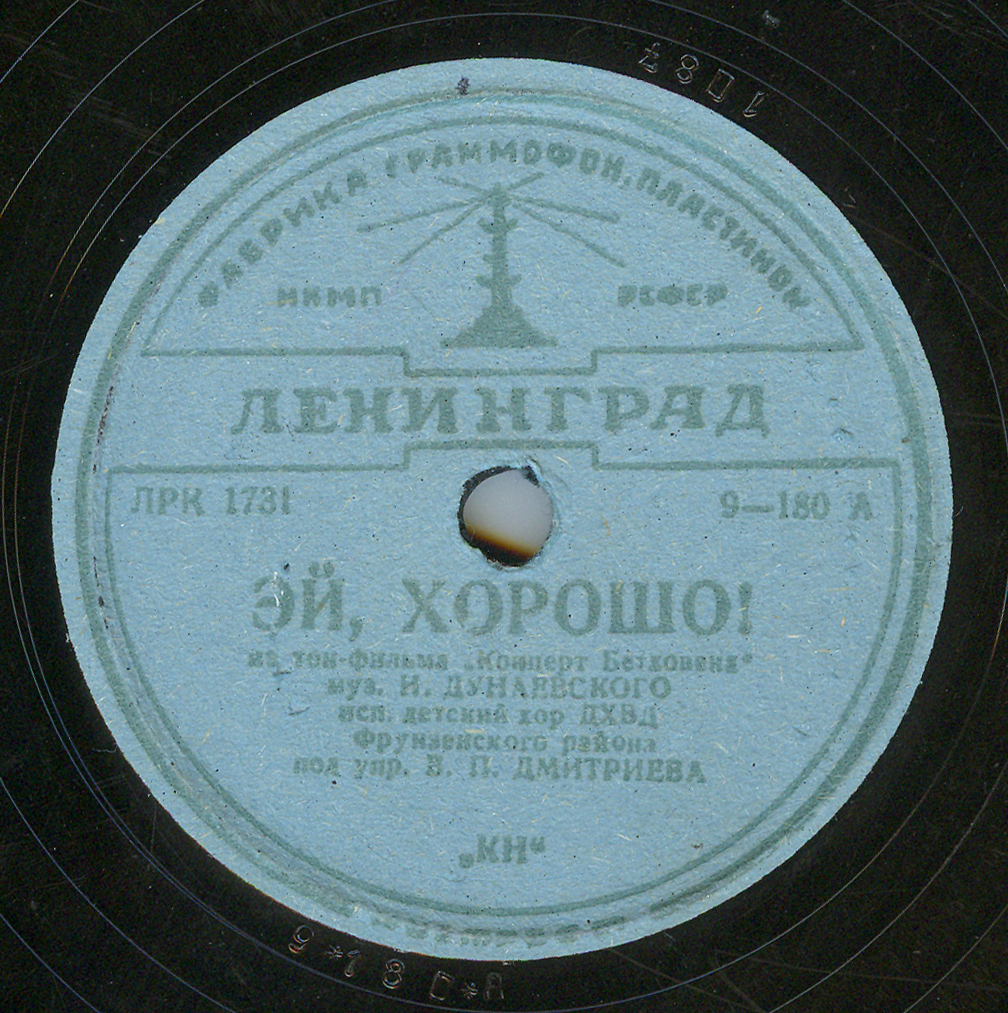 1087
ФАБРИКА ГРАММОФОН. ПЛАСТИНОК
НКМП РСФСР
ЛЕНИНГРАД
ЛРК 1731
9—180 А
ЭЙ, ХОРОШО!
из тон-фильма „Концерт Бетховена“
муз. И. ДУНАЕВСКОГО
исп. детский хор ДХВД
Фрунзенского района
под упр. В. П. ДМИТРИЕВА
„КН“
9*180*А